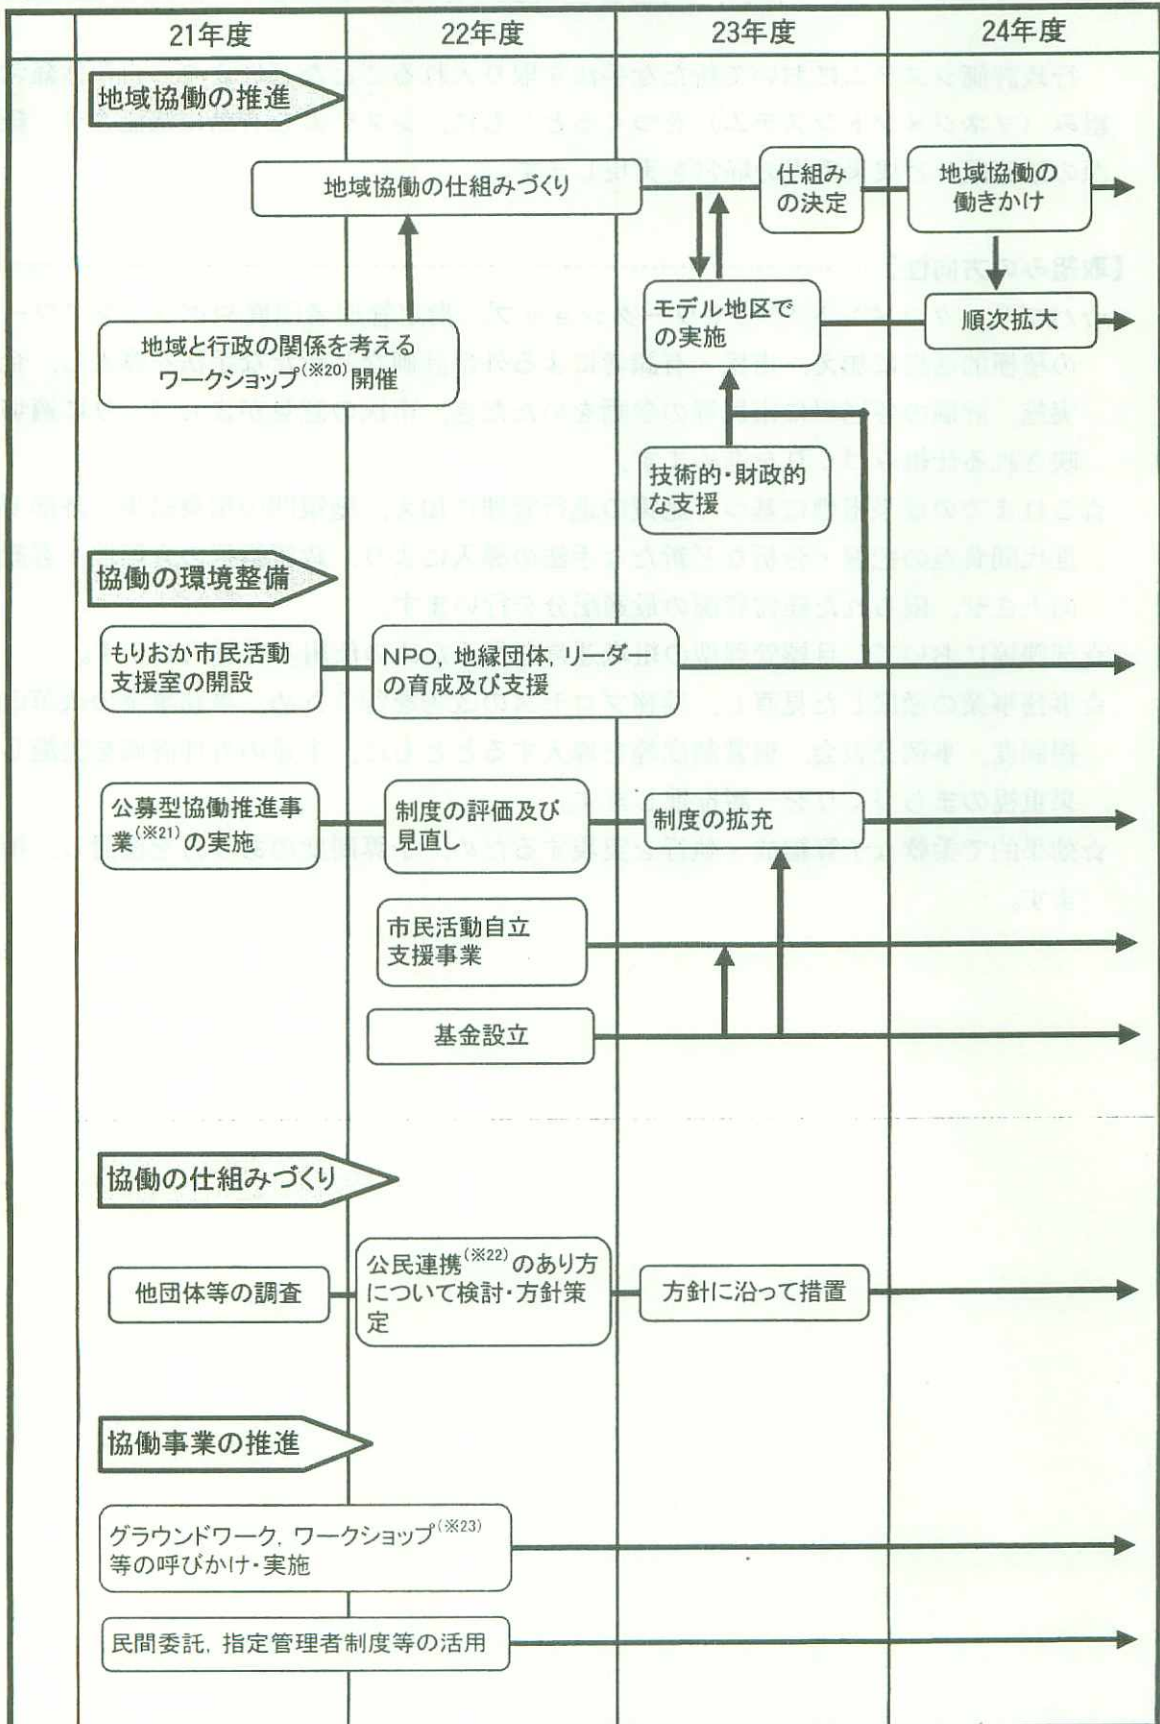 21年度
22年度
23年度
24年度
地域協働の推進
地域協働の仕組みづくり
仕組み
の決定
地域協働の
働きかけ
地域と行政の関係を考える
ワークショップ(※20)開催
モデル地区で
の実施
順次拡大
技術的・財政的
な支援
協働の環境整備
もりおか市民活動
支援室の開設
NPO, 地縁団体, リーダー
の育成及び支援
公募型協働推進事
業(※21)の実施
制度の評価及び
見直し
制度の拡充
市民活動自立
支援事業
基金設立
協働の仕組みづくり
他団体等の調査
公民連携(※22)のあり方
について検討・方針策
定
方針に沿って措置
協働事業の推進
グラウンドワーク, ワークショップ(※23)
等の呼びかけ・実施
民間委託, 指定管理者制度等の活用